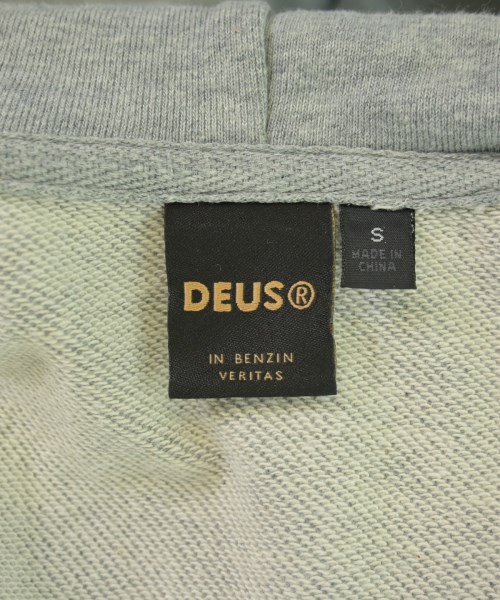 DEUS®
IN BENZIN
VERITAS
S
MADE IN
CHINA